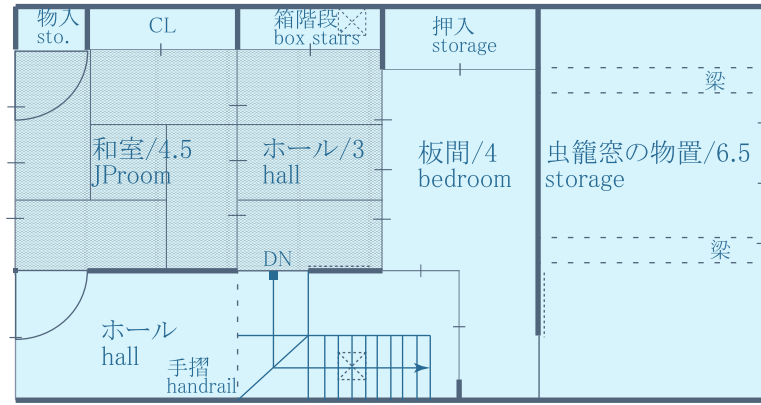 物入
sto.
CL
箱階段
box stairs
押入
storage
梁
和室/4.5
JProom
ホール/3
hall
板間/4
bedroom
虫籠窓の物置/6.5
storage
梁
DN
ホール
hall
手摺
handrail